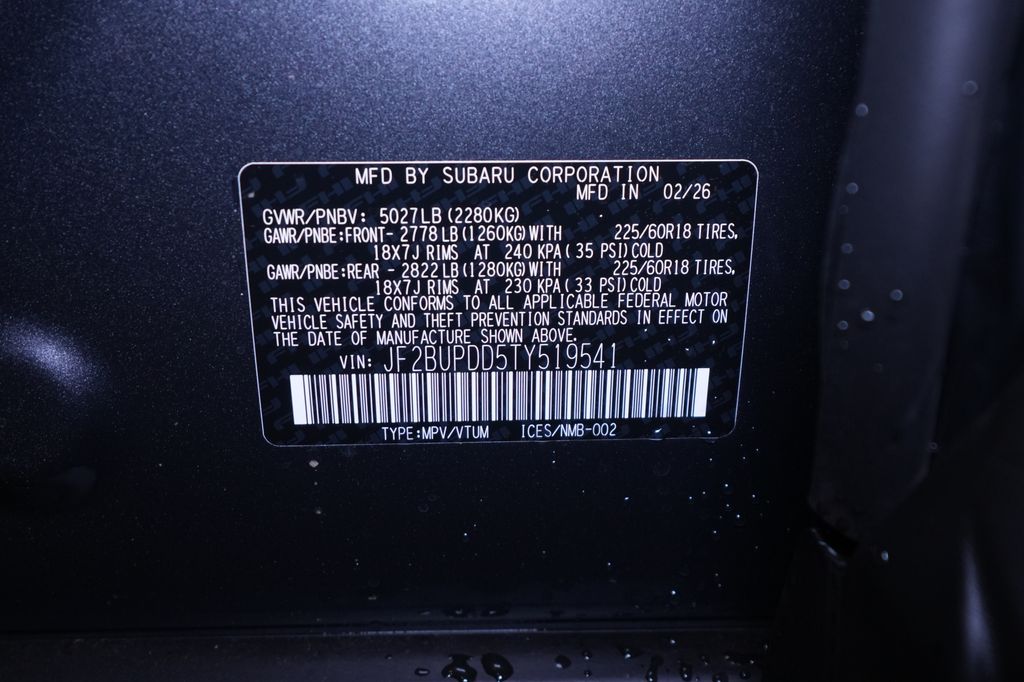 MFD BY SUBARU CORPORATION
MFD IN 02/26
GVWR/PNBV: 5027LB (2280KG)
GAWR/PNBE:FRONT- 2778 LB (1260KG) WITH 225/60R18 TIRES,
18X7J RIMS AT 240 KPA ( 35 PSI) COLD
GAWR/PNBE:REAR - 2822 LB (1280KG) WITH 225/60R18 TIRES,
18X7J RIMS AT 230 KPA ( 33 PSI) COLD
THIS VEHICLE CONFORMS TO ALL APPLICABLE FEDERAL MOTOR
VEHICLE SAFETY AND THEFT PREVENTION STANDARDS IN EFFECT ON
THE DATE OF MANUFACTURE SHOWN ABOVE.
VIN: JF2BUPDD5TY519541
TYPE:MPV/VTUM ICES/NMB-002